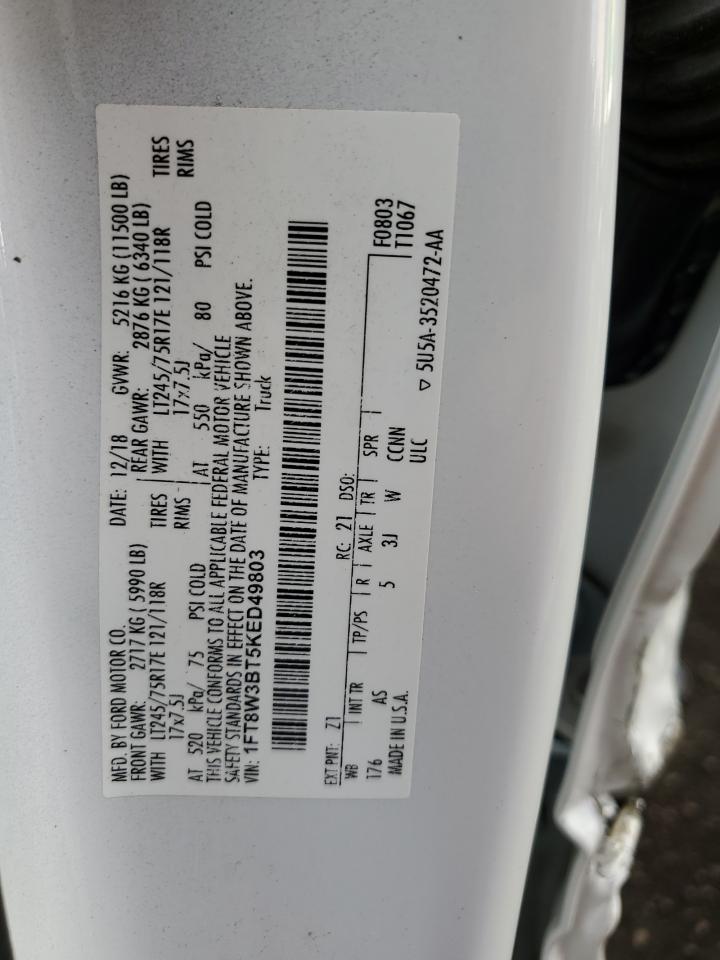 MFD. BY FORD MOTOR CO.
DATE: 12/18 GVWR: 5216 KG (11500 LB)
FRONT GAWR: 2717 KG ( 5990 LB) REAR GAWR: 2876 KG ( 6340 LB)
WITH LT245/75R17E 121/118R TIRES WITH LT245/75R17E 121/118R TIRES
17x7.5J RIMS 17x7.5J RIMS
AT 520 kPa/ 75 PSI COLD AT 550 kPa/ 80 PSI COLD
THIS VEHICLE CONFORMS TO ALL APPLICABLE FEDERAL MOTOR VEHICLE
SAFETY STANDARDS IN EFFECT ON THE DATE OF MANUFACTURE SHOWN ABOVE.
VIN: 1FT8W3BT5KED49803 TYPE: Truck
EXT PNT: Z1 RC: 21 DSO:
WB INT TR TP/PS R AXLE TR SPR F0803
176 AS 5 3J W CCNN T1067
MADE IN U.S.A. ULC ▽ 5U5A-3520472-AA